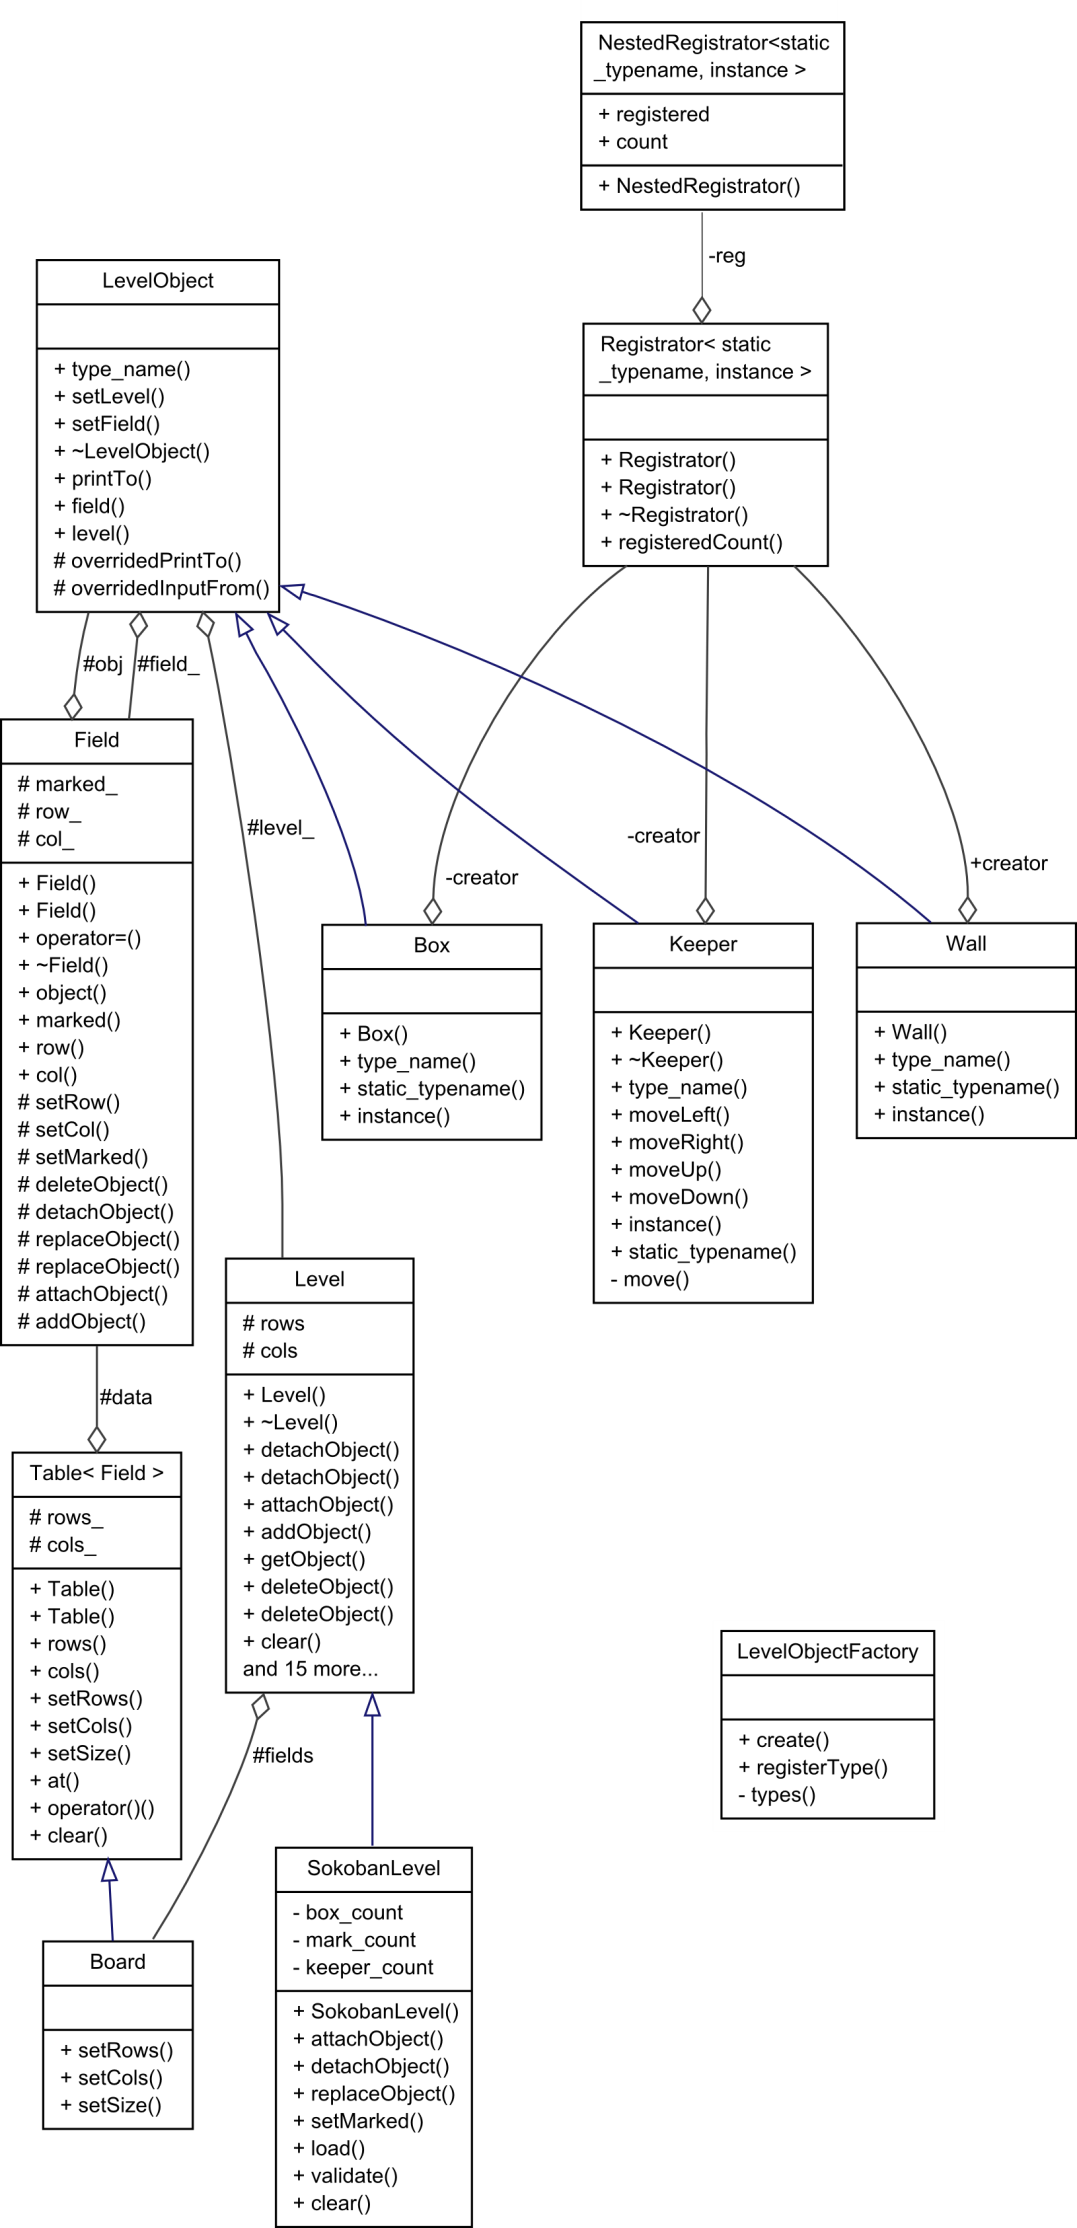 NestedRegistrator<static
_typename, instance >
+ registered
+ count
+ NestedRegistrator()
-reg
LevelObject
+ type_name()
+ setLevel()
+ setField()
+ ~LevelObject()
+ printTo()
+ field()
+ level()
# overridedPrintTo()
# overridedInputFrom()
Registrator< static
_typename, instance >
+ Registrator()
+ Registrator()
+ ~Registrator()
+ registeredCount()
#obj
#field_
#level_
-creator
-creator
+creator
Field
# marked_
# row_
# col_
+ Field()
+ Field()
+ operator=()
+ ~Field()
+ object()
+ marked()
+ row()
+ col()
# setRow()
# setCol()
# setMarked()
# deleteObject()
# detachObject()
# replaceObject()
# replaceObject()
# attachObject()
# addObject()
Box
+ Box()
+ type_name()
+ static_typename()
+ instance()
Keeper
+ Keeper()
+ ~Keeper()
+ type_name()
+ moveLeft()
+ moveRight()
+ moveUp()
+ moveDown()
+ instance()
+ static_typename()
- move()
Wall
+ Wall()
+ type_name()
+ static_typename()
+ instance()
Level
# rows
# cols
+ Level()
+ ~Level()
+ detachObject()
+ detachObject()
+ attachObject()
+ addObject()
+ getObject()
+ deleteObject()
+ deleteObject()
+ clear()
and 15 more...
#data
Table< Field >
# rows_
# cols_
+ Table()
+ Table()
+ rows()
+ cols()
+ setRows()
+ setCols()
+ setSize()
+ at()
+ operator()()
+ clear()
#fields
LevelObjectFactory
+ create()
+ registerType()
- types()
SokobanLevel
- box_count
- mark_count
- keeper_count
+ SokobanLevel()
+ attachObject()
+ detachObject()
+ replaceObject()
+ setMarked()
+ load()
+ validate()
+ clear()
Board
+ setRows()
+ setCols()
+ setSize()